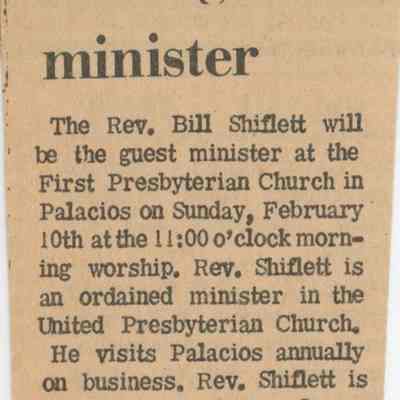 minister
The Rev. Bill Shiflett will
be the guest minister at the
First Presbyterian Church in
Palacios on Sunday, February
10th at the 11:00 o'clock morn-
ing worship. Rev. Shiflett is
an ordained minister in the
United Presbyterian Church.
He visits Palacios annually
on business. Rev. Shiflett is